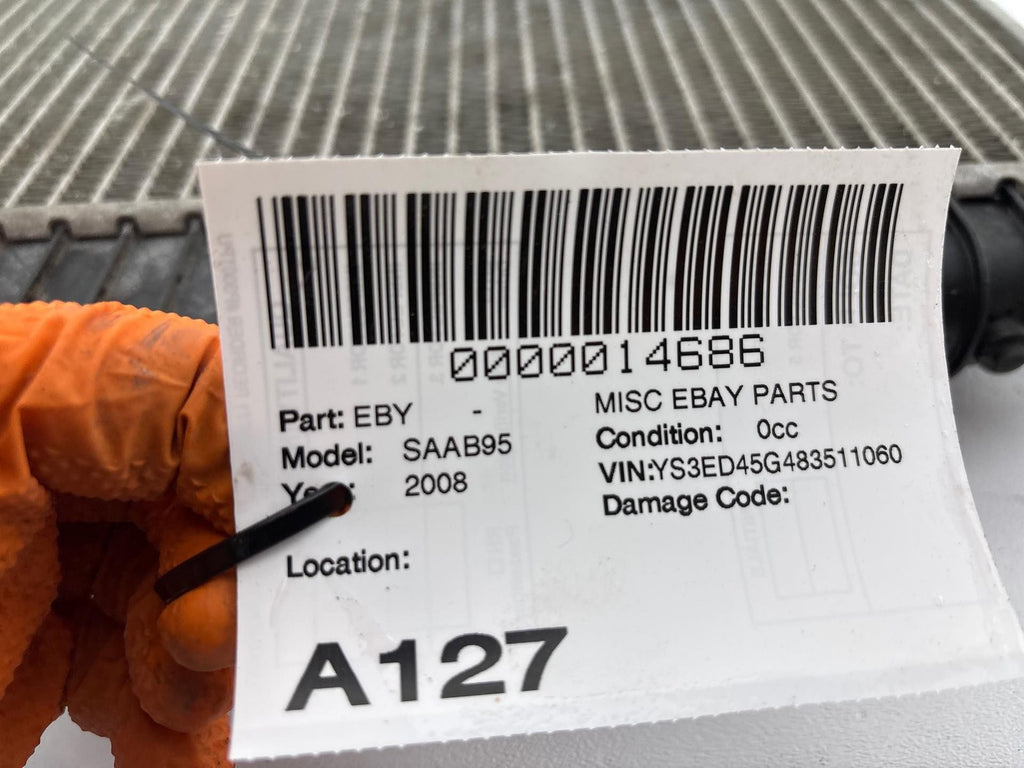 0000014686
Part: EBY - MISC EBAY PARTS
Model: SAAB95 Condition: 0cc
2008 VIN:YS3ED45G483511060
Damage Code:
Location:
A127